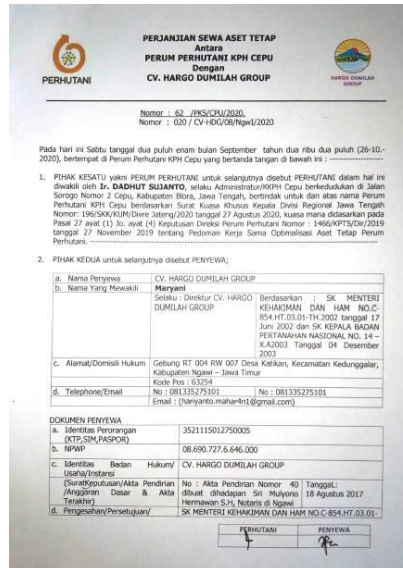 PERHUTANI
PERJANJIAN SEWA ASET TETAP
Antara
PERUM PERHUTANI KPH CEPU
Dengan
CV. HARGO DUMILAH GROUP
HARGO DUMILAH
GROUP
Nomor : 62 /PKS/CPU/2020.
Nomor : 020 / CV-HDG/08/Ngwi/2020
Pada hari ini Sabtu tanggal dua puluh enam bulan September tahun dua ribu dua puluh (26-10.-
2020), bertempat di Perum Perhutani KPH Cepu yang bertanda tangan di bawah ini : -----------------
1. PIHAK KESATU yakni PERUM PERHUTANI untuk selanjutnya disebut PERHUTANI dalam hal ini
diwakili oleh Ir. DADHUT SUJANTO, selaku Administratur/KKPH Cepu berkedudukan di Jalan
Sorogo Nomor 2 Cepu, Kabupaten Blora, Jawa Tengah, bertindak untuk dan atas nama Perum
Perhutani KPH Cepu berdasarkan Surat Kuasa Khusus Kepala Divisi Regional Jawa Tengah
Nomor: 196/SKK/KUM/Divre Jateng/2020 tanggal 27 Agustus 2020, kuasa mana didasarkan pada
Pasal 27 ayat (1) Jo. ayat (4) Keputusan Direksi Perum Perhutani Nomor : 1466/KPTS/Dir/2019
tanggal 27 November 2019 tentang Pedoman Kerja Sama Optimalisasi Aset Tetap Perum
Perhutani. -----------------
2. PIHAK KEDUA untuk selanjutnya disebut PENYEWA;
a. Nama Penyewa CV. HARGO DUMILAH GROUP
b. Nama Yang Mewakili Maryani
Selaku : Direktur CV. HARGO DUMILAH GROUP
Berdasarkan : SK MENTERI
KEHAKIMAN DAN HAM NO.C-
854.HT.03.01-TH.2002 tanggal 17
Juni 2002 dan SK KEPALA BADAN
PERTANAHAN NASIONAL NO. 14 –
X.A2003 Tanggal 04 Desember
2003
c. Alamat/Domisili Hukum Gebung RT 004 RW 007 Desa Katikan, Kecamatan Kedunggalar,
Kabupaten Ngawi – Jawa Timur
Kode Pos : 63254
d. Telephone/Email No : 081335275101 No : 081335275101
Email : (hariyanto.mahar4n1@gmail.com)
DOKUMEN PENYEWA
a. Identitas Perorangan 3521115012750005
(KTP,SIM,PASPOR)
b. NPWP 08.690.727.6.646.000
c. Identitas Badan Hukum/ CV. HARGO DUMILAH GROUP
Usaha/Instansi
(SuratKeputusan/Akta Pendirian No : Akta Pendirian Nomor 40 TanggaL:
/Anggaran Dasar & Akta dibuat dihadapan Sri Mulyono 18 Agustus 2017
Terakhir) Hermawan S.H, Notaris di Ngawi
d. Pengesahan/Persetujuan/ SK MENTERI KEHAKIMAN DAN HAM NO.C-854.HT.03.01-
PERHUTANI PENYEWA